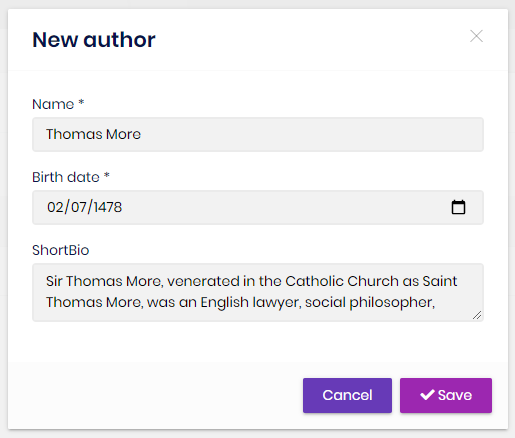 New author
Name *
Thomas More
Birth date *
02/07/1478
ShortBio
Sir Thomas More, venerated in the Catholic Church as Saint
Thomas More, was an English lawyer, social philosopher,
Cancel
Save